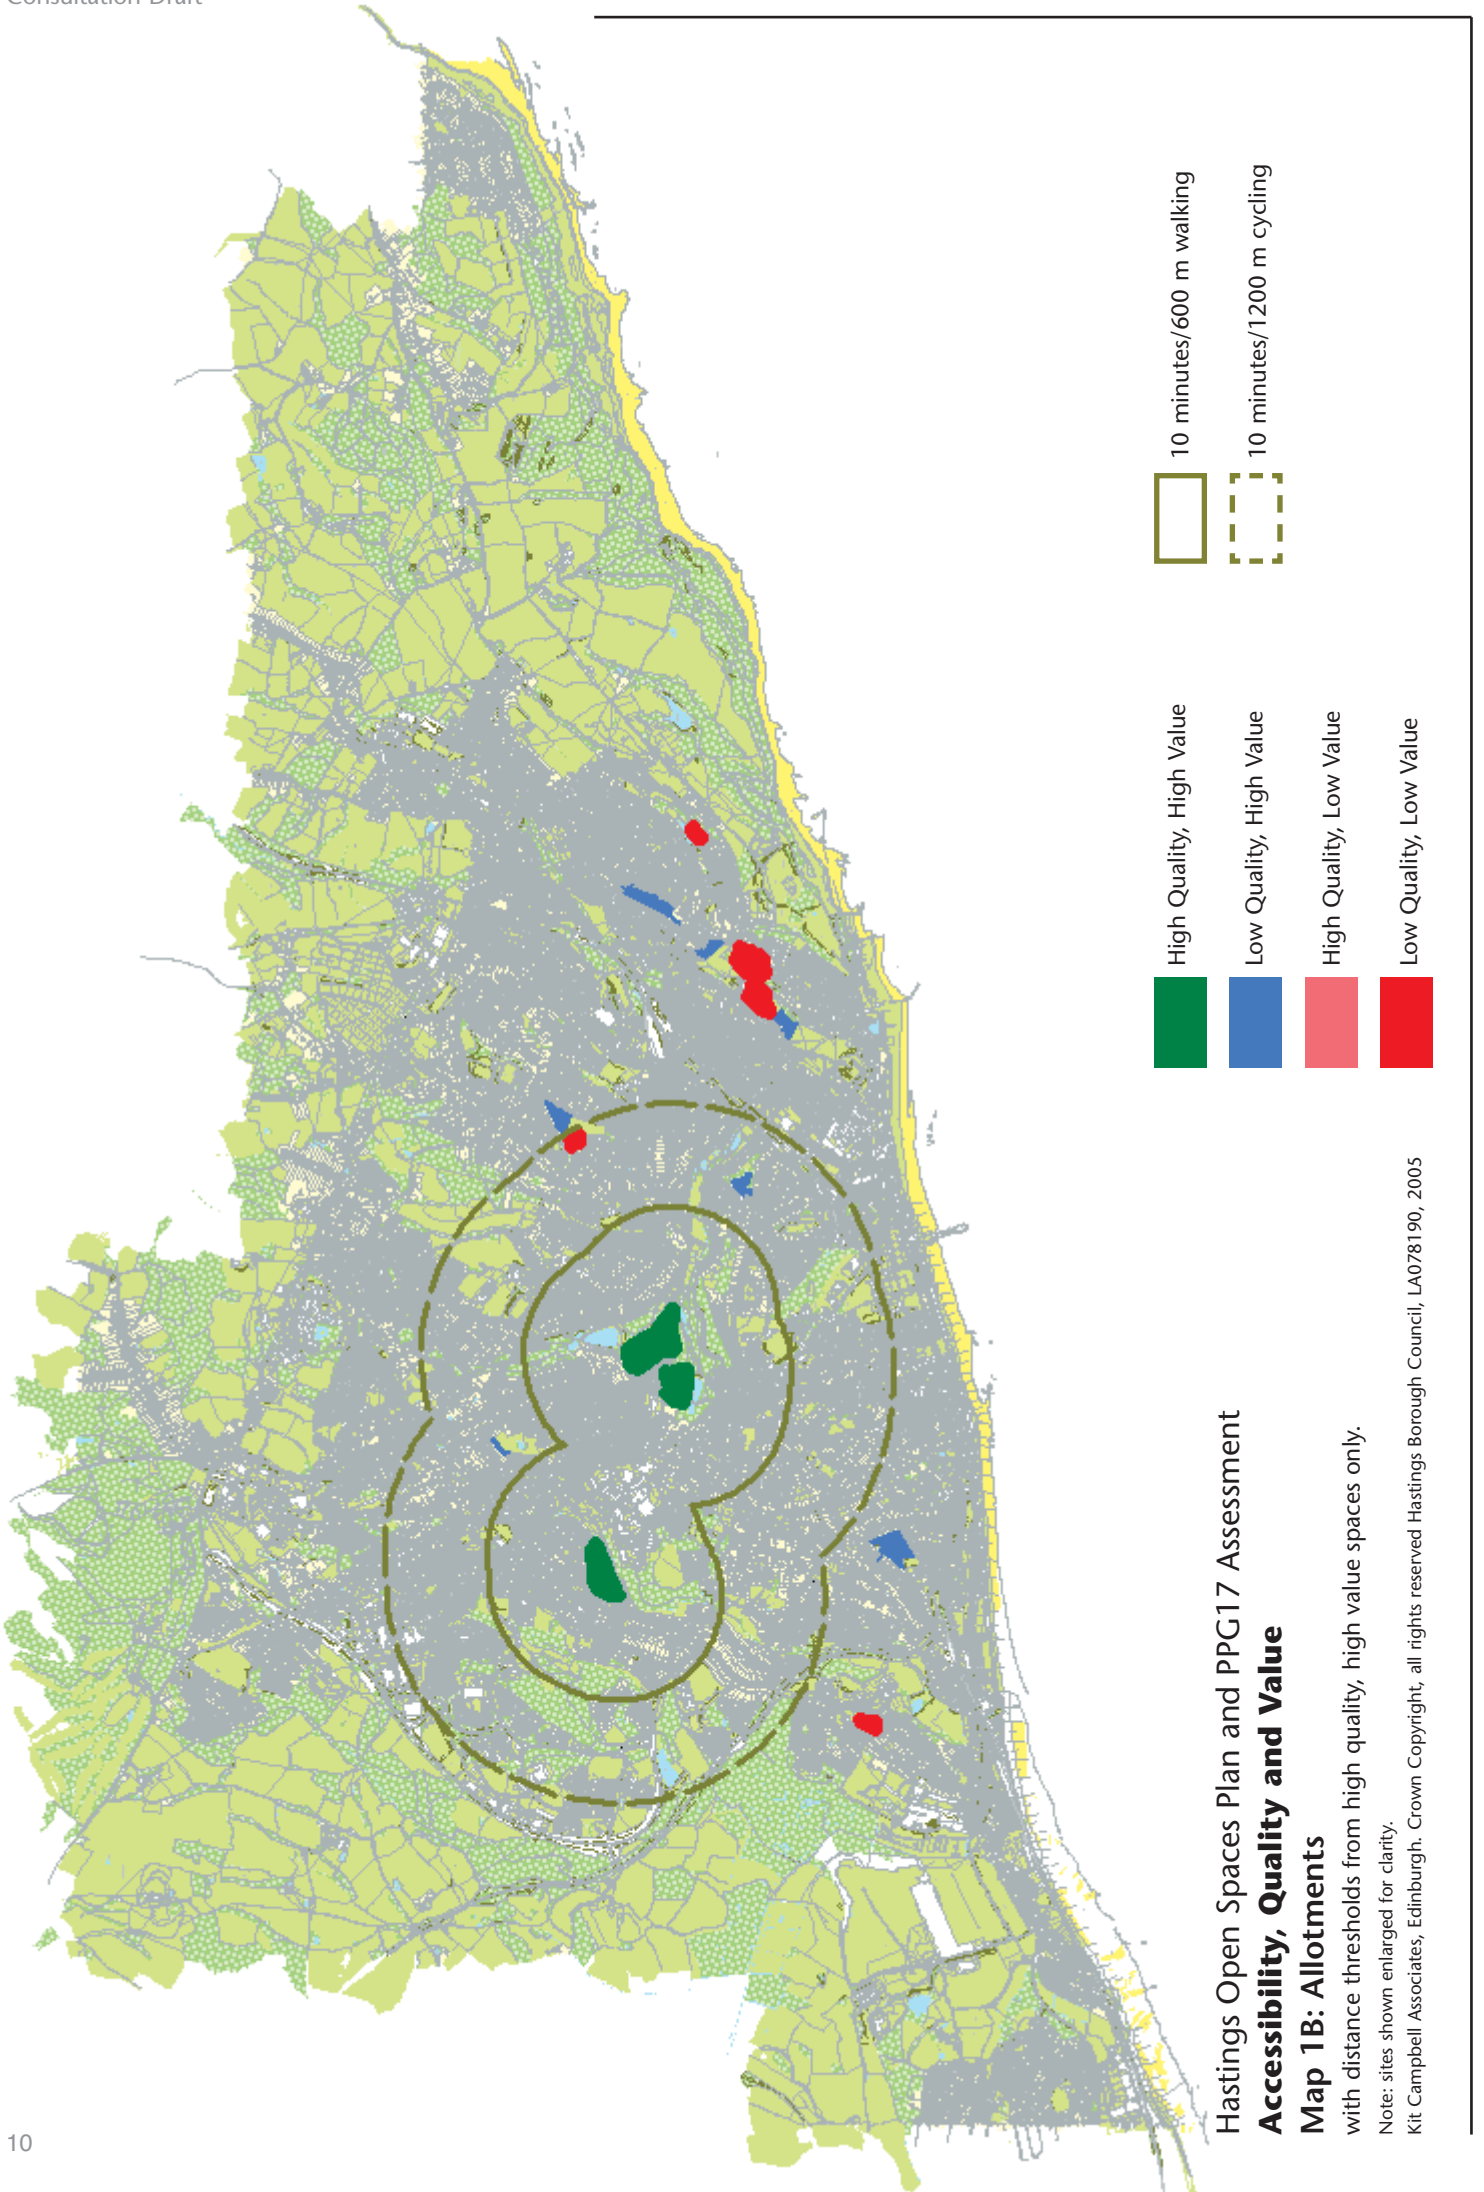 Consultation Draft
10
Hastings Open Spaces Plan and PPG17 Assessment
Accessibility, Quality and Value
Map 1B: Allotments
with distance thresholds from high quality, high value spaces only.
Note: sites shown enlarged for clarity.
Kit Campbell Associates, Edinburgh. Crown Copyright, all rights reserved Hastings Borough Council, LA078190, 2005
High Quality, High Value
Low Quality, High Value
High Quality, Low Value
Low Quality, Low Value
10 minutes/600 m walking
10 minutes/1200 m cycling